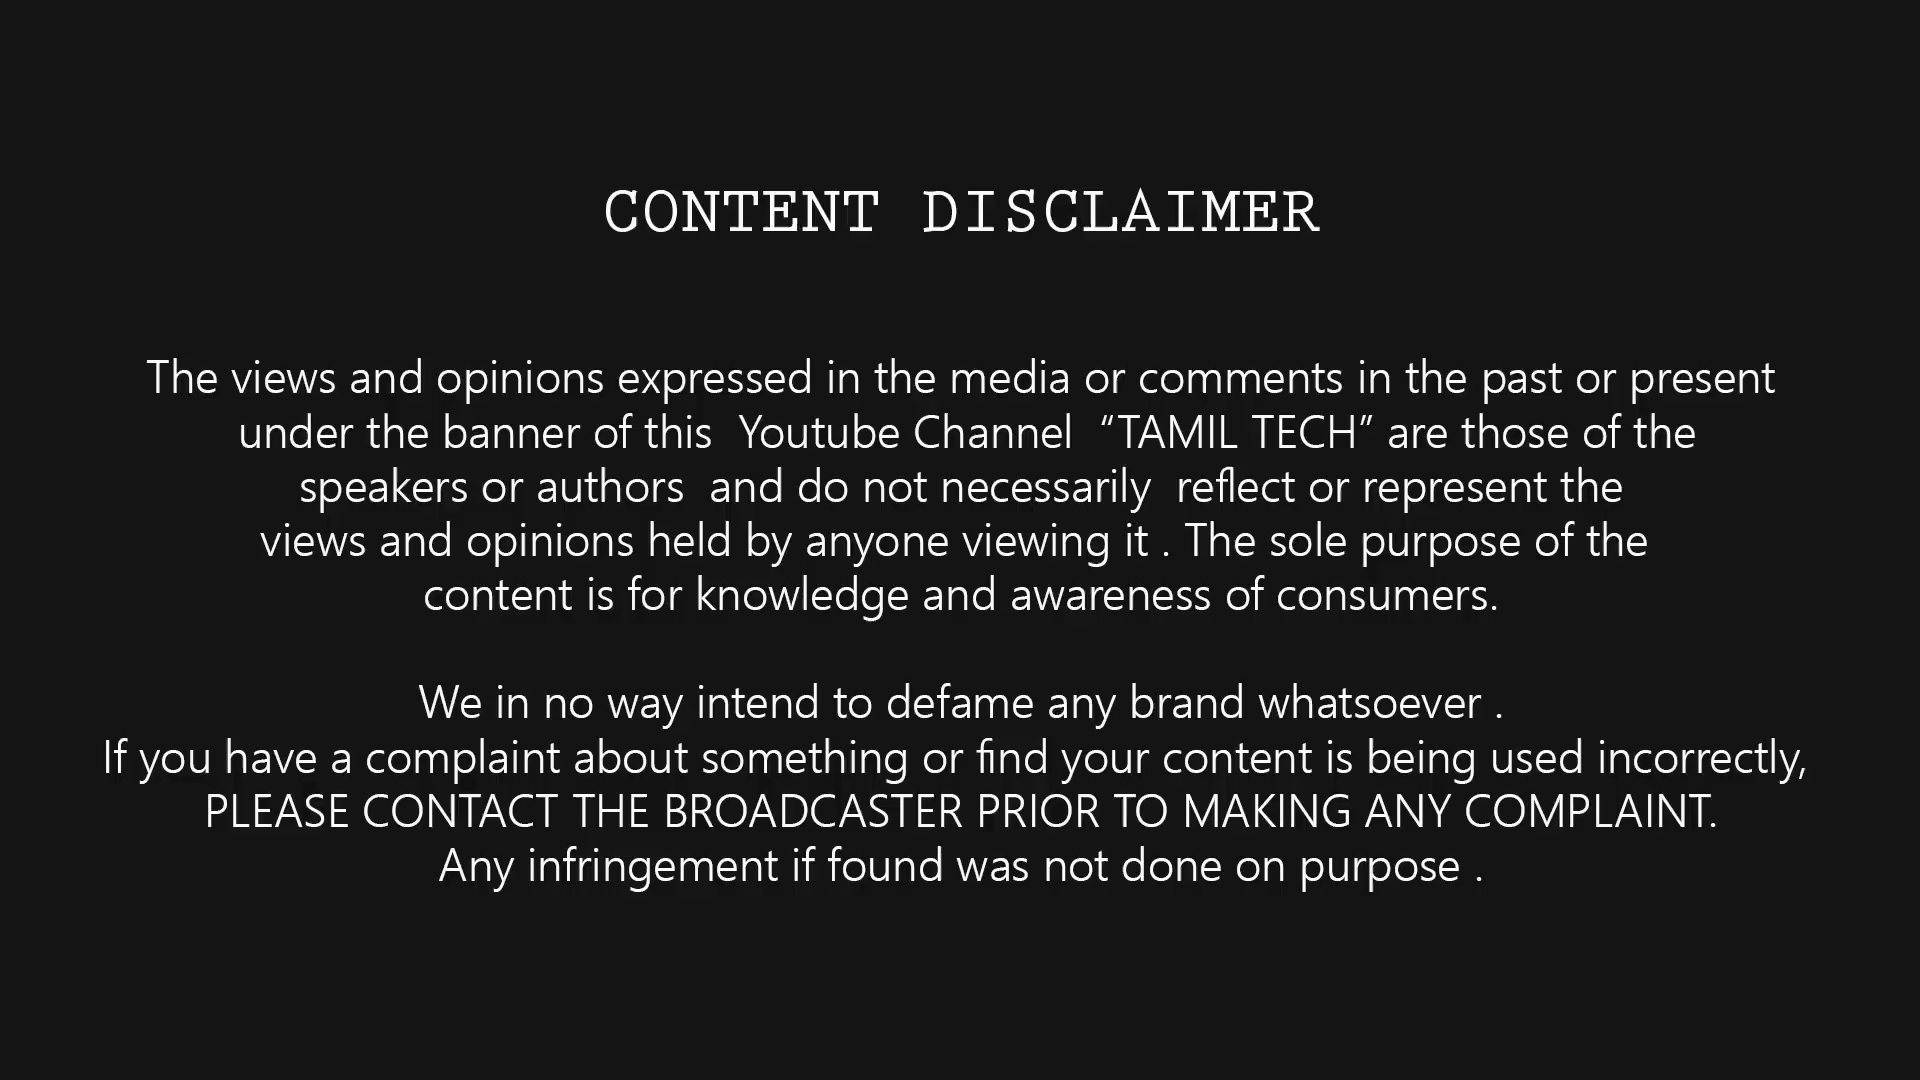 CONTENT DISCLAIMER
The views and opinions expressed in the media or comments in the past or present
under the banner of this  Youtube Channel  “TAMIL TECH” are those of the
speakers or authors  and do not necessarily  reflect or represent the
views and opinions held by anyone viewing it . The sole purpose of the
content is for knowledge and awareness of consumers.
We in no way intend to defame any brand whatsoever .
If you have a complaint about something or find your content is being used incorrectly,
PLEASE CONTACT THE BROADCASTER PRIOR TO MAKING ANY COMPLAINT.
Any infringement if found was not done on purpose .